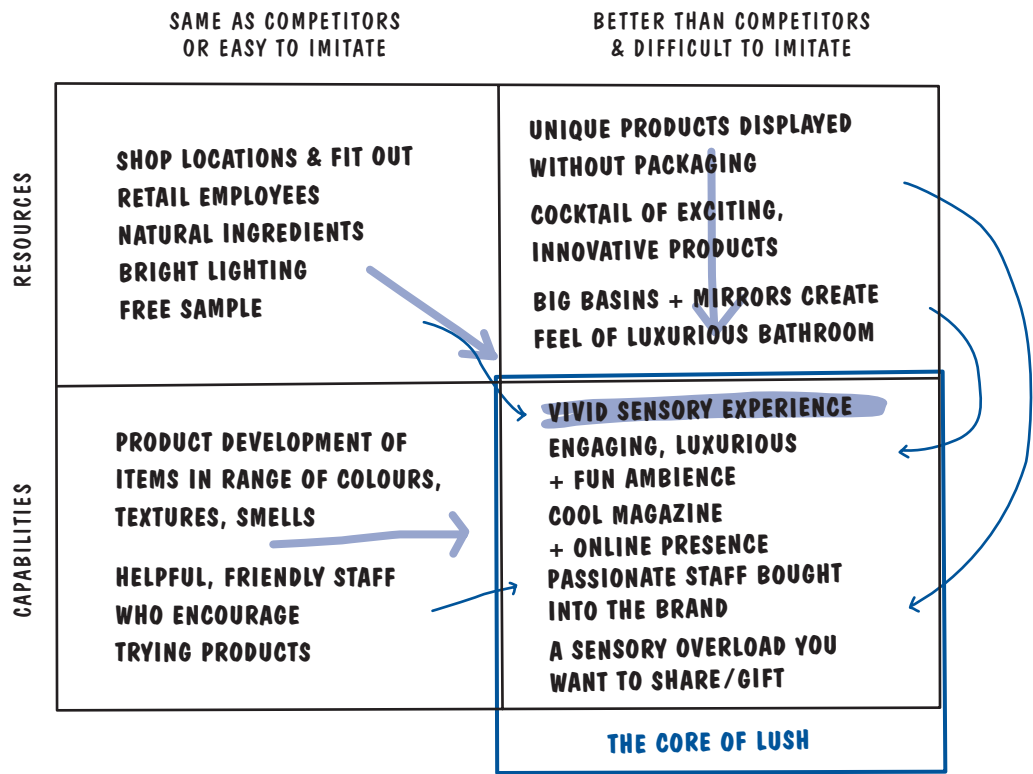 SAME AS COMPETITORS
OR EASY TO IMITATE
BETTER THAN COMPETITORS
& DIFFICULT TO IMITATE
RESOURCES
SHOP LOCATIONS & FIT OUT
RETAIL EMPLOYEES
NATURAL INGREDIENTS
BRIGHT LIGHTING
FREE SAMPLE
UNIQUE PRODUCTS DISPLAYED
WITHOUT PACKAGING
COCKTAIL OF EXCITING,
INNOVATIVE PRODUCTS
BIG BASINS + MIRRORS CREATE
FEEL OF LUXURIOUS BATHROOM
CAPABILITIES
PRODUCT DEVELOPMENT OF
ITEMS IN RANGE OF COLOURS,
TEXTURES, SMELLS
HELPFUL, FRIENDLY STAFF
WHO ENCOURAGE
TRYING PRODUCTS
VIVID SENSORY EXPERIENCE
ENGAGING, LUXURIOUS
+ FUN AMBIENCE
COOL MAGAZINE
+ ONLINE PRESENCE
PASSIONATE STAFF BOUGHT
INTO THE BRAND
A SENSORY OVERLOAD YOU
WANT TO SHARE/GIFT
THE CORE OF LUSH